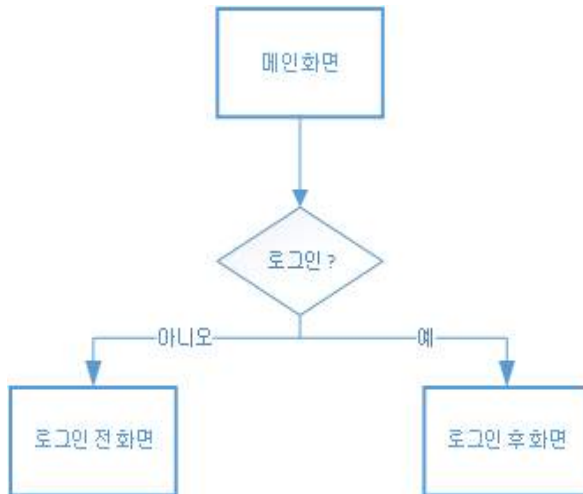 메인화면
로그인 ?
아니오
예
로그인 전 화면
로그인 후 화면